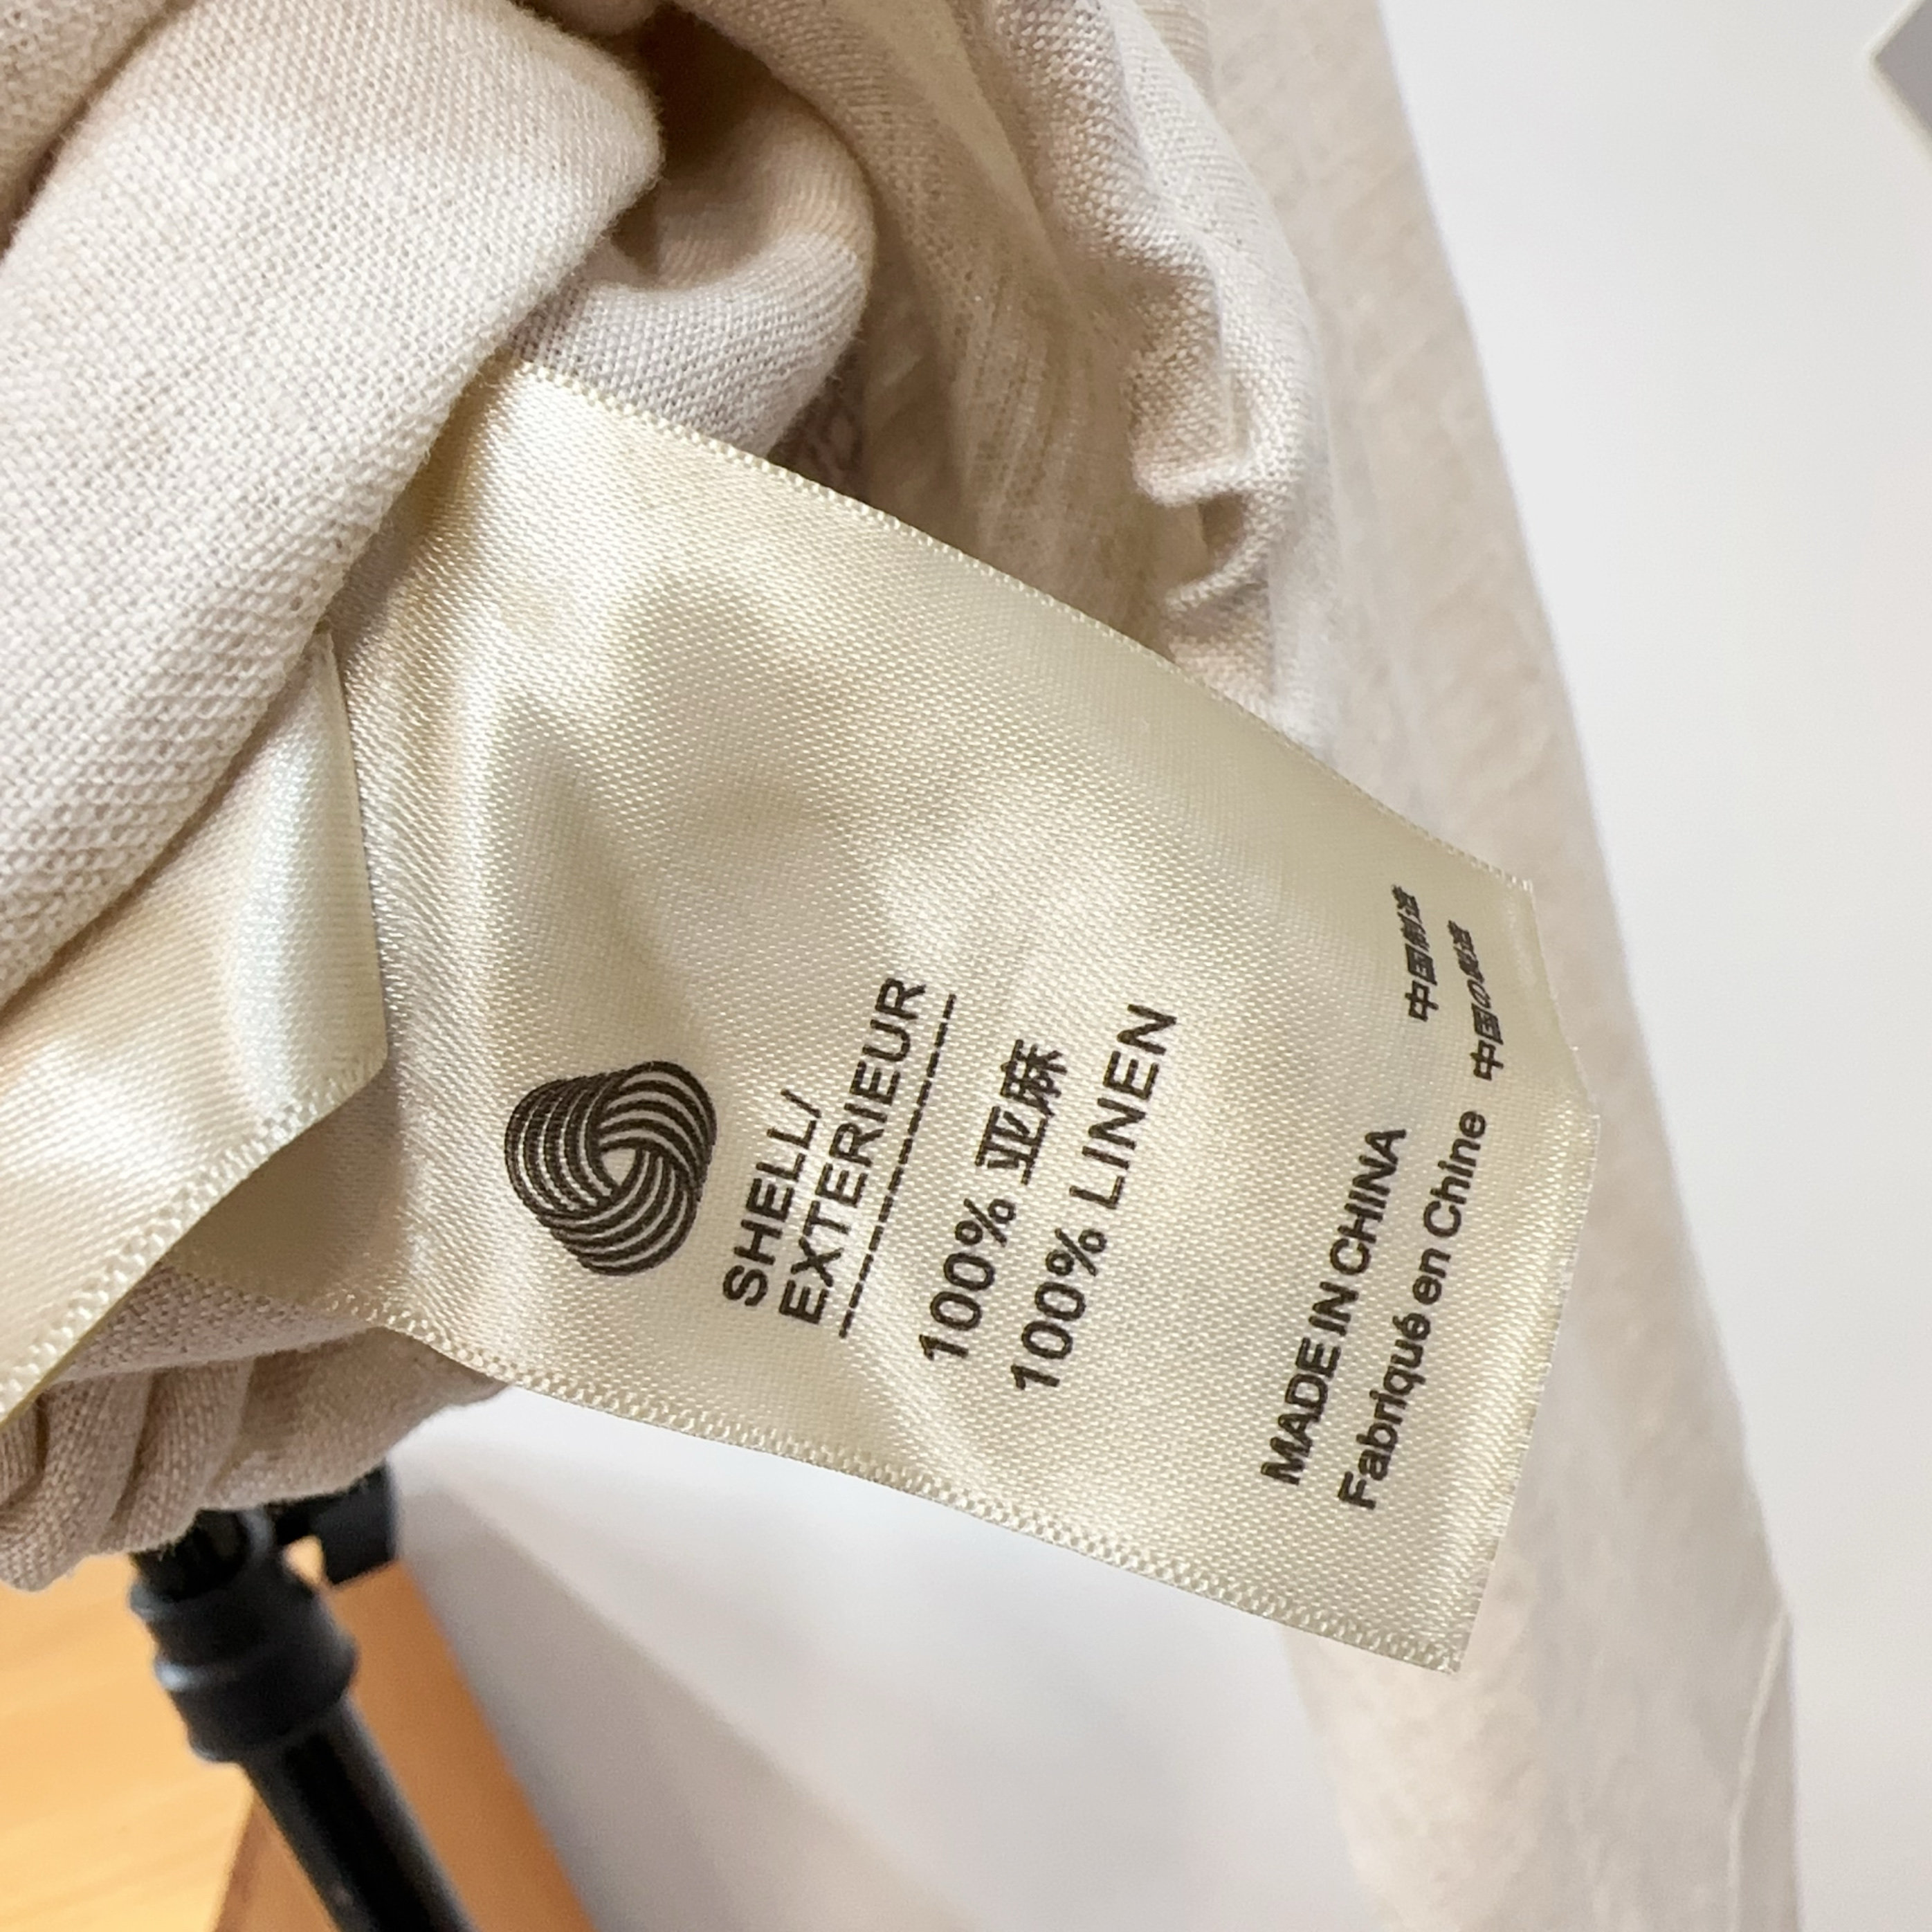 SHELL/
EXTERIEUR
100% 亚麻
100% LINEN
MADE IN CHINA 中国制造
Fabriqué en Chine 中国の製造